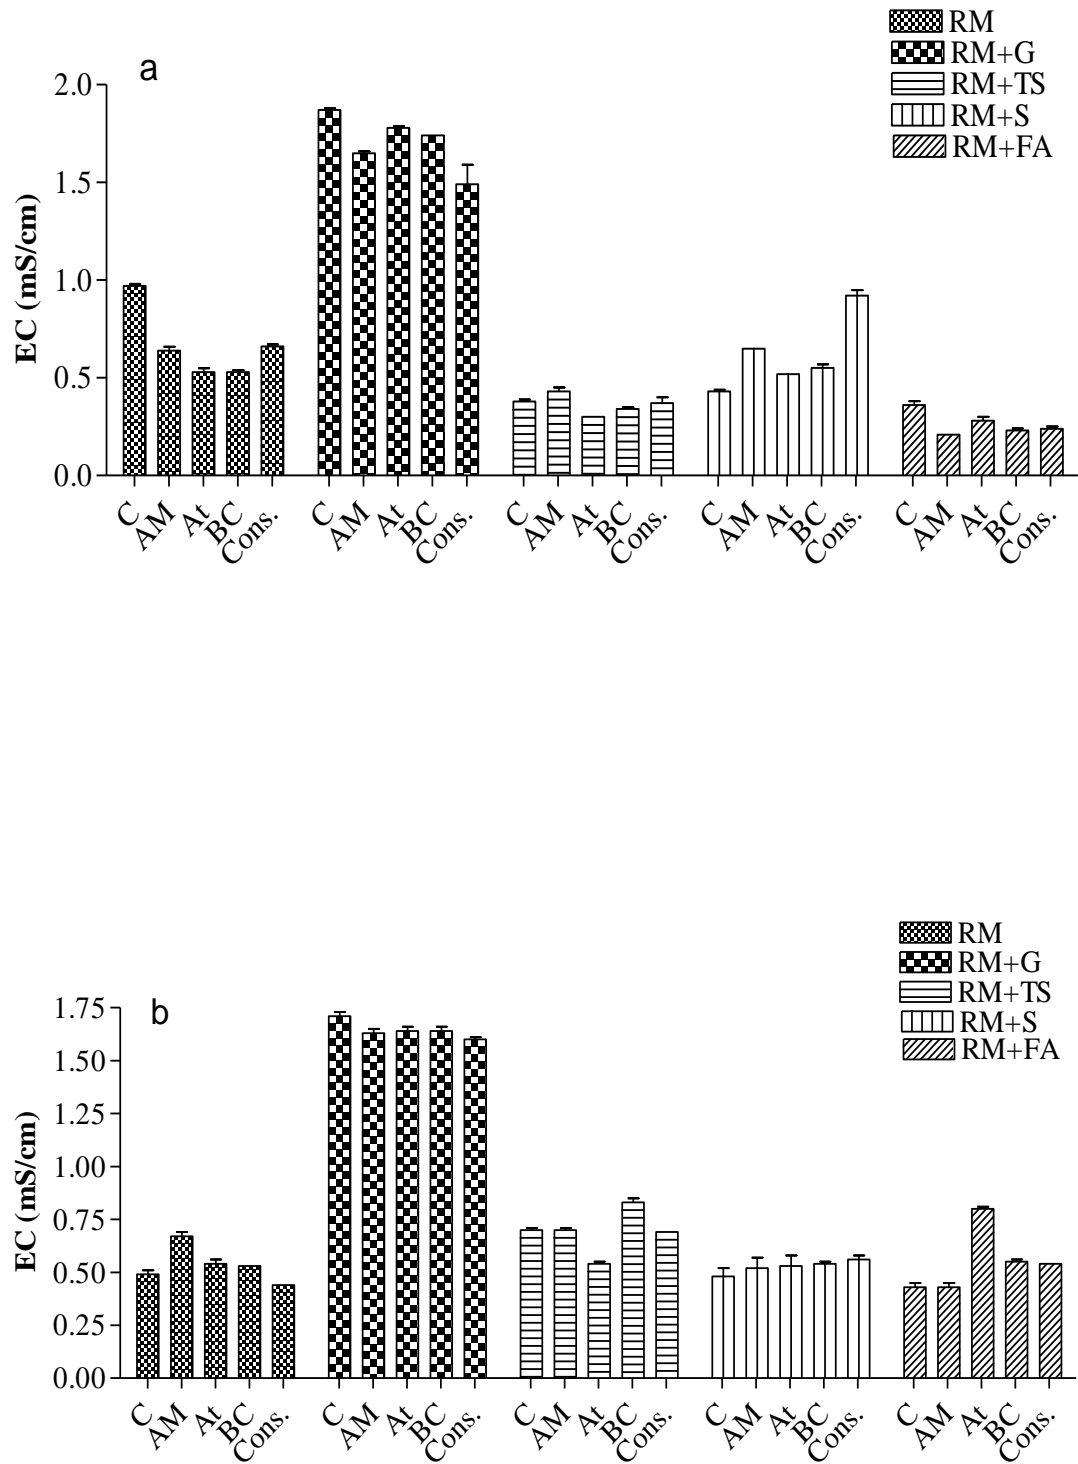 RM
RM+G
RM+TS
RM+S
RM+FA
a
EC (mS/cm)
2.0
1.5
1.0
0.5
0.0
C AM At BC Cons. C AM At BC Cons. C AM At BC Cons. C AM At BC Cons. C AM At BC Cons.
RM
RM+G
RM+TS
RM+S
RM+FA
b
EC (mS/cm)
1.75
1.50
1.25
1.00
0.75
0.50
0.25
0.00
C AM At BC Cons. C AM At BC Cons. C AM At BC Cons. C AM At BC Cons. C AM At BC Cons.